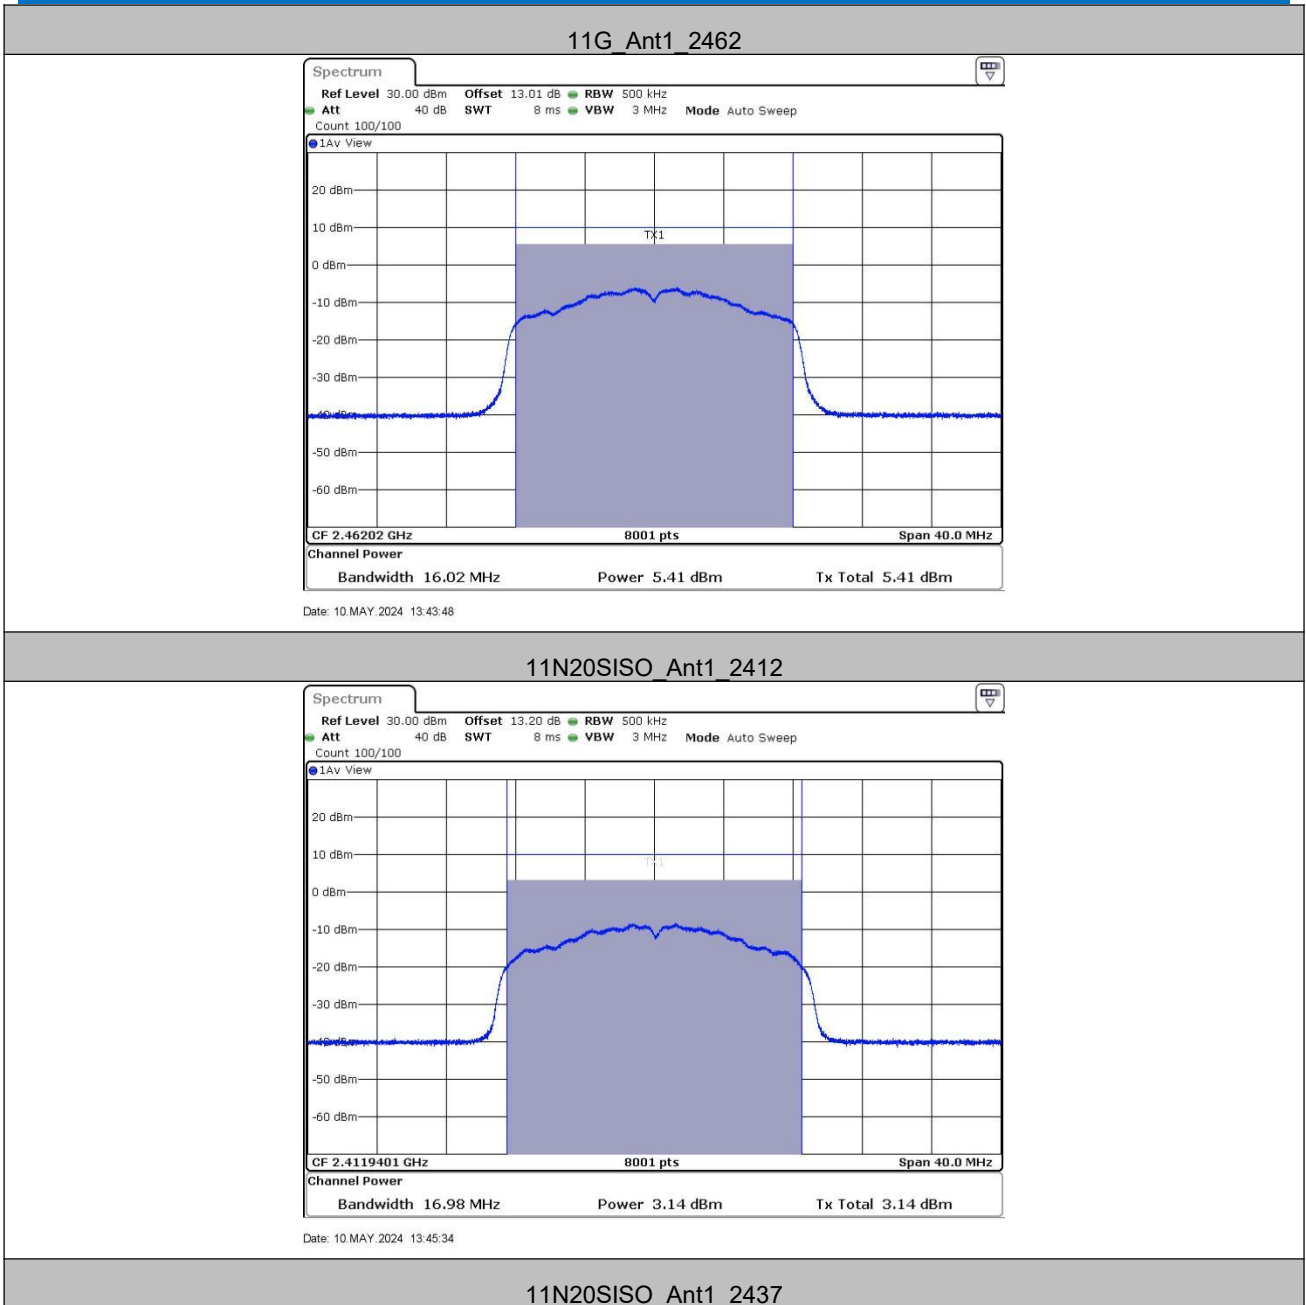 11G_Ant1_2462
Spectrum
Ref Level 30.00 dBm Offset 13.01 dB RBW 500 kHz
Att 40 dB SWT 8 ms VBW 3 MHz Mode Auto Sweep
Count 100/100
1Av View
20 dBm
10 dBm
TX1
0 dBm
-10 dBm
-20 dBm
-30 dBm
-40 dBm
-50 dBm
-60 dBm
CF 2.46202 GHz 8001 pts Span 40.0 MHz
Channel Power
Bandwidth 16.02 MHz Power 5.41 dBm Tx Total 5.41 dBm
Date: 10.MAY.2024 13:43:48
11N20SISO_Ant1_2412
Spectrum
Ref Level 30.00 dBm Offset 13.20 dB RBW 500 kHz
Att 40 dB SWT 8 ms VBW 3 MHz Mode Auto Sweep
Count 100/100
1Av View
20 dBm
10 dBm
TX1
0 dBm
-10 dBm
-20 dBm
-30 dBm
-40 dBm
-50 dBm
-60 dBm
CF 2.4119401 GHz 8001 pts Span 40.0 MHz
Channel Power
Bandwidth 16.98 MHz Power 3.14 dBm Tx Total 3.14 dBm
Date: 10.MAY.2024 13:45:34
11N20SISO_Ant1_2437